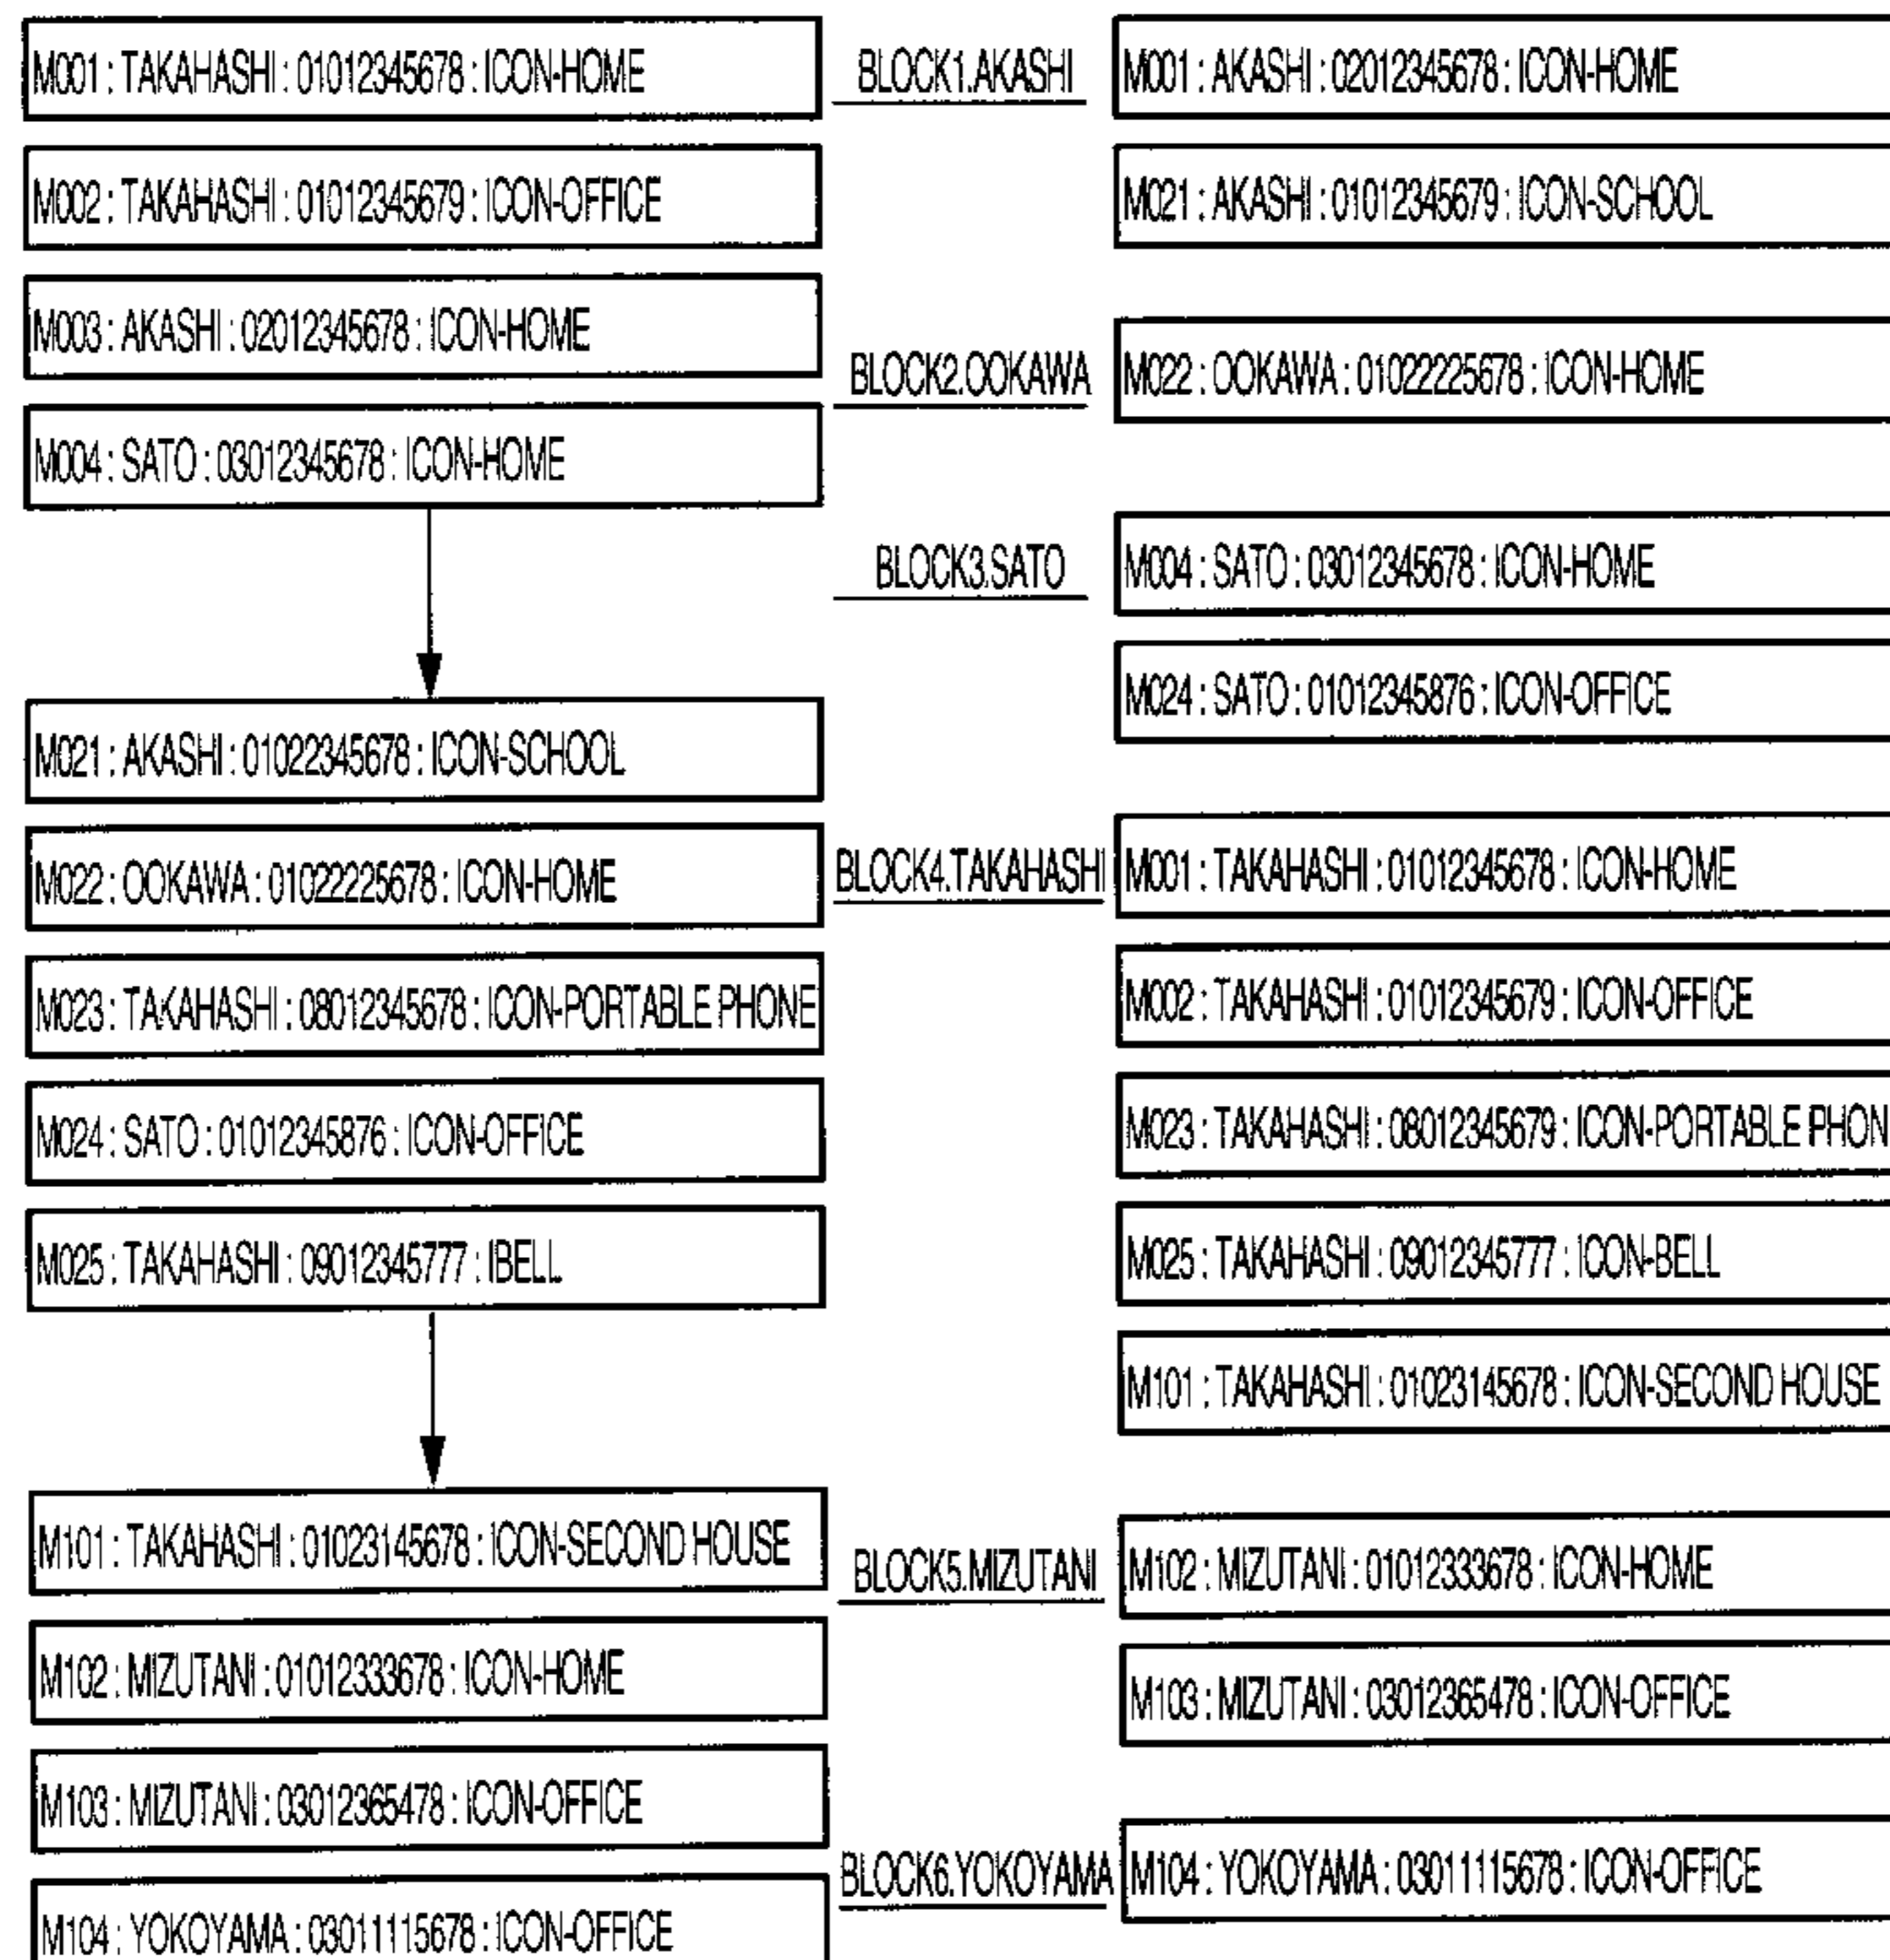 M001 : TAKAHASHI : 01012345678 : ICON-HOME
M002 : TAKAHASHI : 01012345679 : ICON-OFFICE
M003 : AKASHI : 02012345678 : ICON-HOME
M004 : SATO : 03012345678 : ICON-HOME
M021 : AKASHI : 01022345678 : ICON-SCHOOL
M022 : OOKAWA : 01022225678 : ICON-HOME
M023 : TAKAHASHI : 08012345678 : ICON-PORTABLE PHONE
M024 : SATO : 01012345876 : ICON-OFFICE
M025 : TAKAHASHI : 09012345777 : IBELL
M101 : TAKAHASHI : 01023145678 : ICON-SECOND HOUSE
M102 : MIZUTANI : 01012333678 : ICON-HOME
M103 : MIZUTANI : 03012365478 : ICON-OFFICE
M104 : YOKOYAMA : 03011115678 : ICON-OFFICE
BLOCK1.AKASHI
M001 : AKASHI : 02012345678 : ICON-HOME
M021 : AKASHI : 01012345679 : ICON-SCHOOL
BLOCK2.OOKAWA
M022 : OOKAWA : 01022225678 : ICON-HOME
BLOCK3.SATO
M004 : SATO : 03012345678 : ICON-HOME
M024 : SATO : 01012345876 : ICON-OFFICE
BLOCK4.TAKAHASHI
M001 : TAKAHASHI : 01012345678 : ICON-HOME
M002 : TAKAHASHI : 01012345679 : ICON-OFFICE
M023 : TAKAHASHI : 08012345679 : ICON-PORTABLE PHON
M025 : TAKAHASHI : 09012345777 : ICON-BELL
M101 : TAKAHASHI : 01023145678 : ICON-SECOND HOUSE
BLOCK5.MIZUTANI
M102 : MIZUTANI : 01012333678 : ICON-HOME
M103 : MIZUTANI : 03012365478 : ICON-OFFICE
BLOCK6.YOKOYAMA
M104 : YOKOYAMA : 03011115678 : ICON-OFFICE